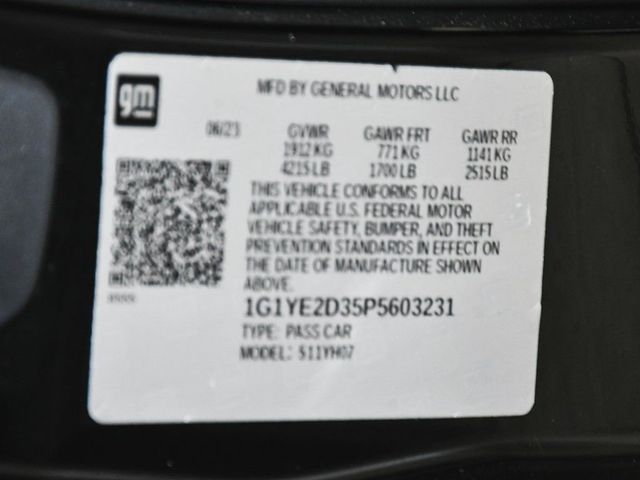 gm
MFD BY GENERAL MOTORS LLC
06/23 GVWR GAWR FRT GAWR RR
1912 KG 771 KG 1141 KG
4215 LB 1700 LB 2515 LB
THIS VEHICLE CONFORMS TO ALL
APPLICABLE U.S. FEDERAL MOTOR
VEHICLE SAFETY, BUMPER, AND THEFT
PREVENTION STANDARDS IN EFFECT ON
THE DATE OF MANUFACTURE SHOWN
ABOVE.
1G1YE2D35P5603231
TYPE: PASS CAR
MODEL: S11YH07